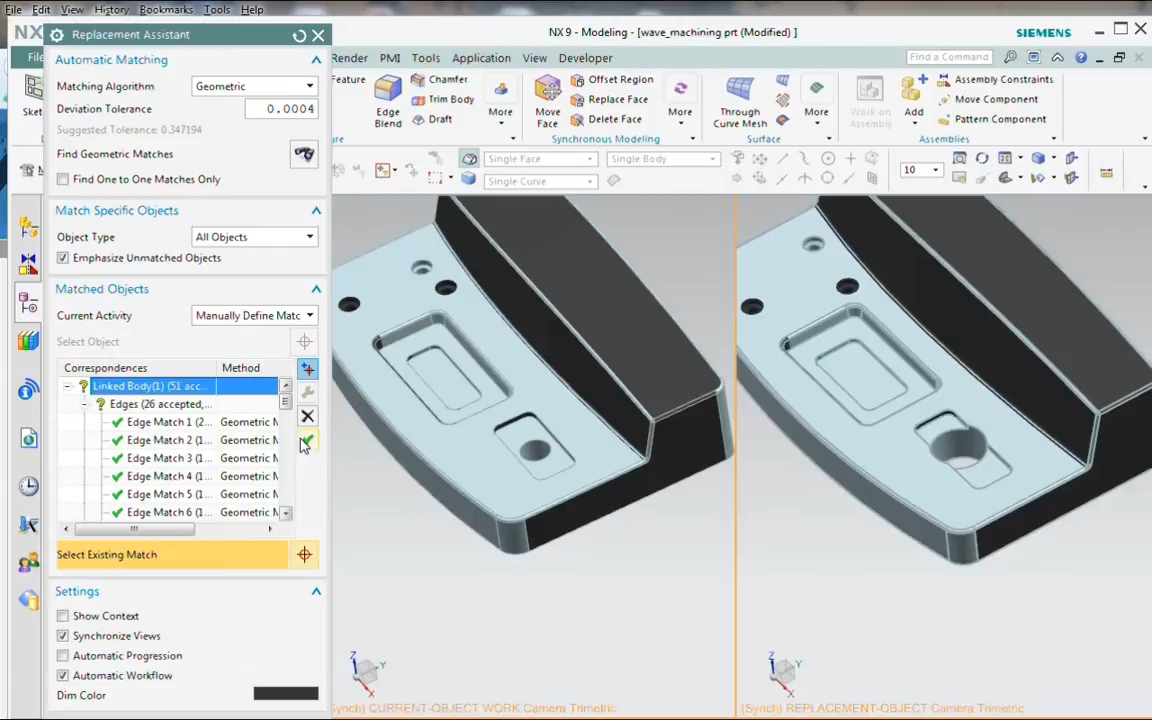 File Edit View History Bookmarks Tools Help
NX
Replacement Assistant
NX 9 - Modeling - [wave_machining prt (Modified) ]
SIEMENS
Automatic Matching
Matching Algorithm Geometric
Deviation Tolerance 0.0004
Suggested Tolerance: 0.347194
Find Geometric Matches
Find One to One Matches Only
Match Specific Objects
Object Type All Objects
Emphasize Unmatched Objects
Matched Objects
Current Activity Manually Define Matc
Select Object
Correspondences Method
Linked Body(1) (51 acc...
Edges (26 accepted,...
Edge Match 1 (2... Geometric M
Edge Match 2 (1... Geometric M
Edge Match 3 (1... Geometric M
Edge Match 4 (1... Geometric M
Edge Match 5 (1... Geometric M
Edge Match 6 (1... Geometric M
Select Existing Match
Settings
Show Context
Synchronize Views
Automatic Progression
Automatic Workflow
Dim Color
File
Render PMI Tools Application View Developer
Find a Command
Feature
Sket
Edge Blend
Chamfer
Trim Body
Draft
More
Move Face
Offset Region
Replace Face
Delete Face
More
Synchronous Modeling
Through Curve Mesh
More
Surface
Work on Assembly
Add
Assembly Constraints
Move Component
Pattern Component
Assemblies
Single Face
Single Body
Single Curve
10
Z
Y
X
Z
Y
X
Synch) CURRENT-OBJECT WORK Camera Trimetric
(Synch) REPLACEMENT-OBJECT Camera Trimetric